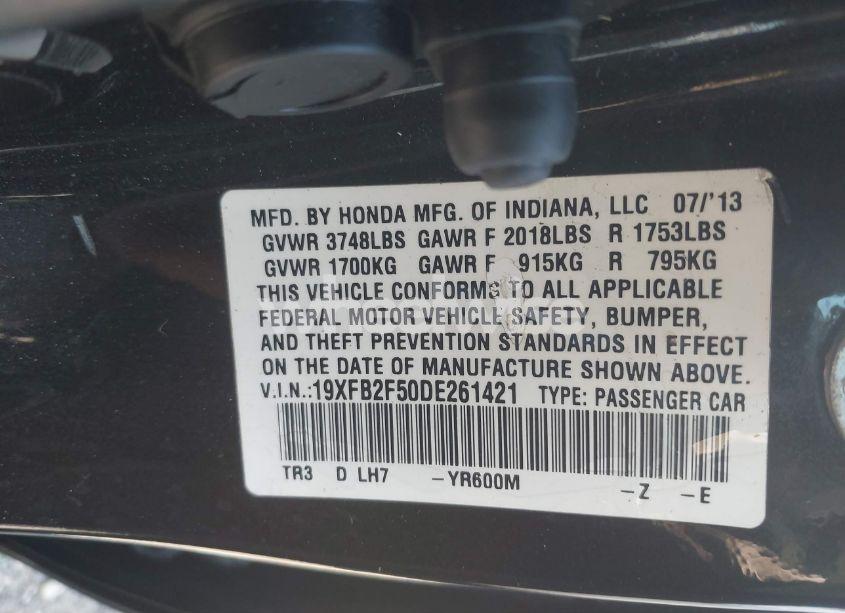 MFD. BY HONDA MFG. OF INDIANA, LLC 07/'13
GVWR 3748LBS GAWR F 2018LBS R 1753LBS
GVWR 1700KG GAWR F 915KG R 795KG
THIS VEHICLE CONFORMS TO ALL APPLICABLE
FEDERAL MOTOR VEHICLE SAFETY, BUMPER,
AND THEFT PREVENTION STANDARDS IN EFFECT
ON THE DATE OF MANUFACTURE SHOWN ABOVE.
V.I.N.:19XFB2F50DE261421 TYPE: PASSENGER CAR
TR3 D LH7 -YR600M -Z -E